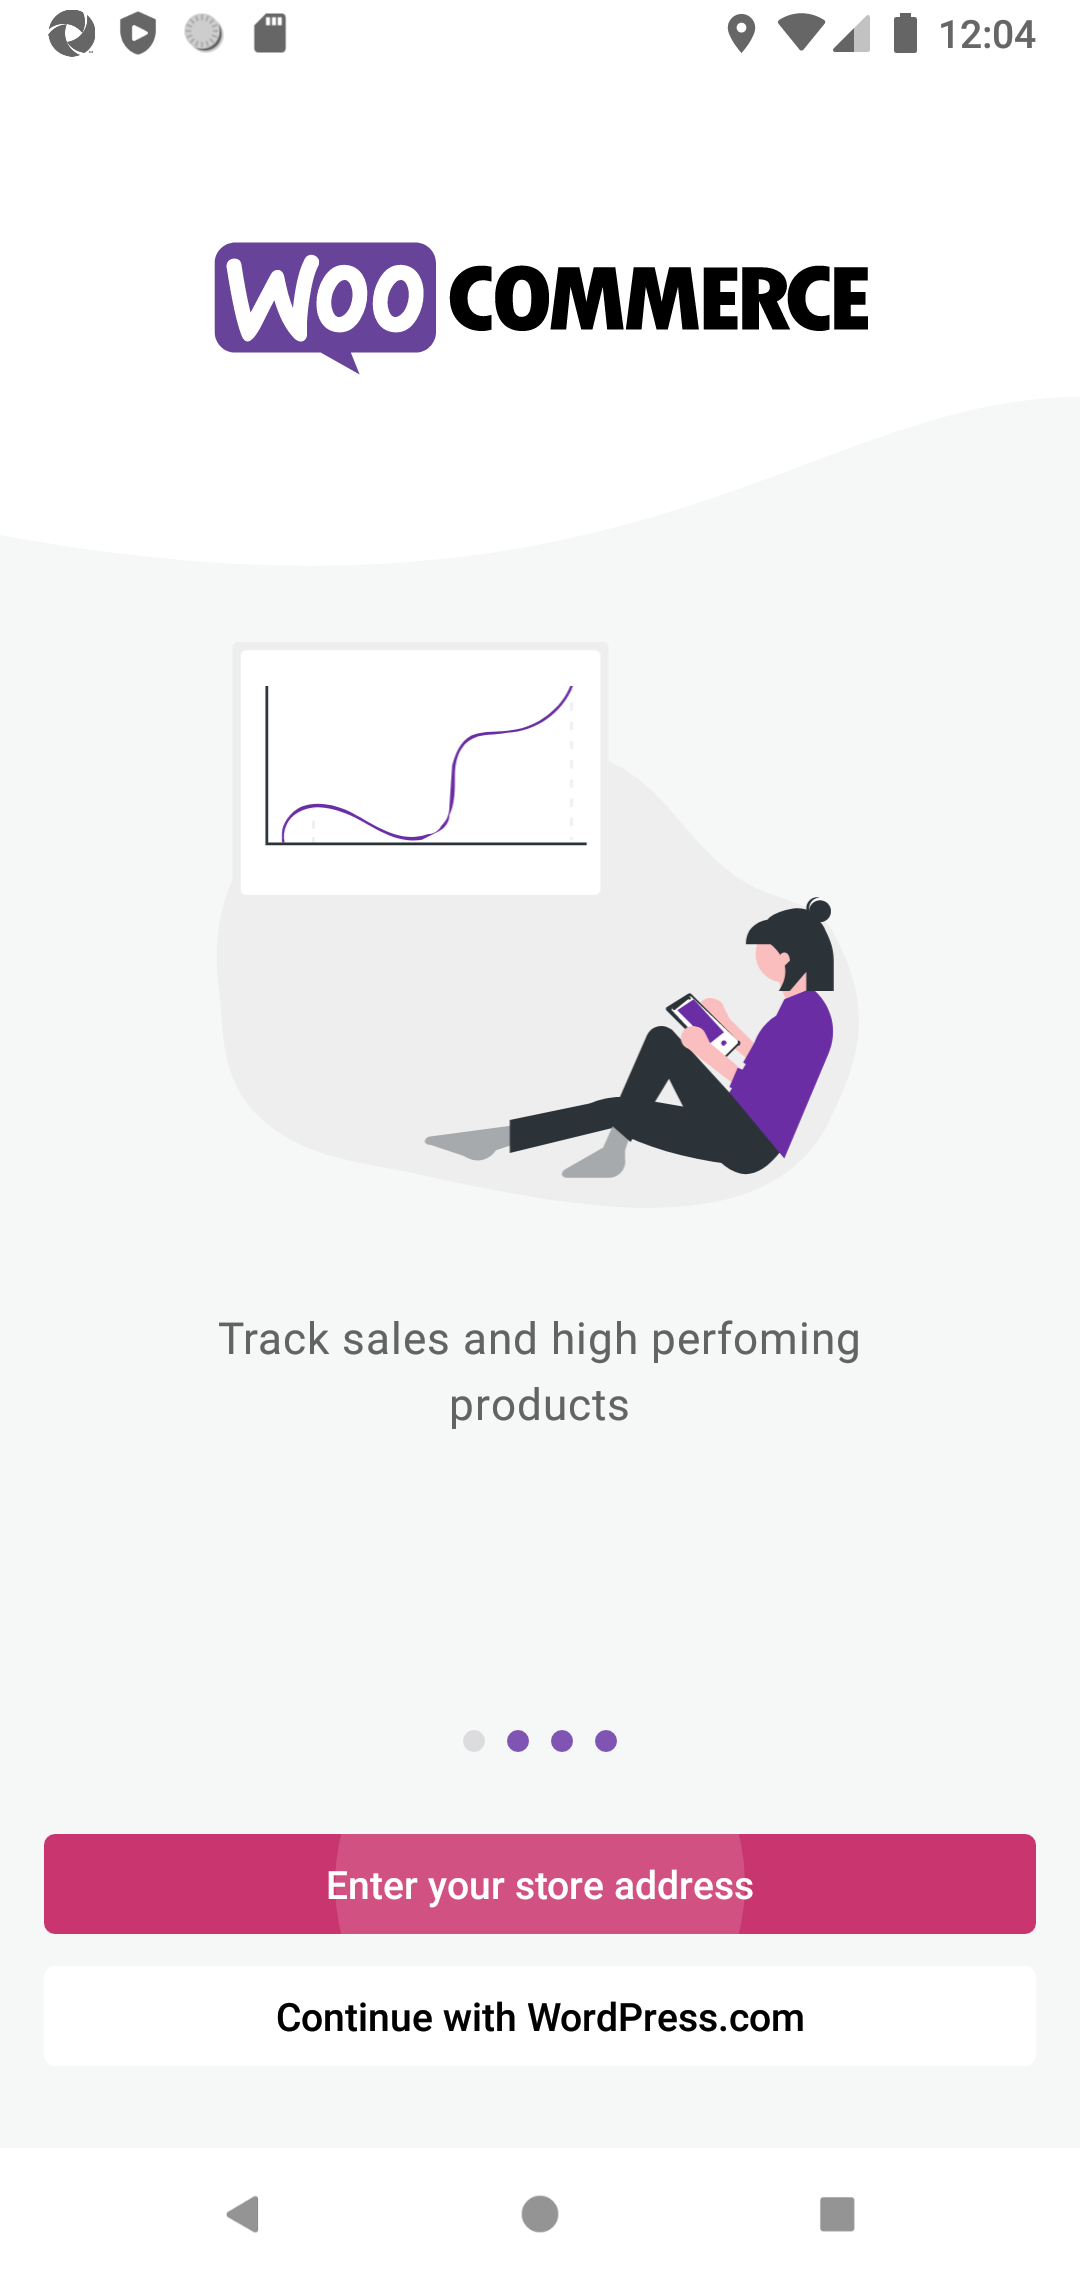 12:04
WOO COMMERCE
Track sales and high perfoming
products
Enter your store address
Continue with WordPress.com